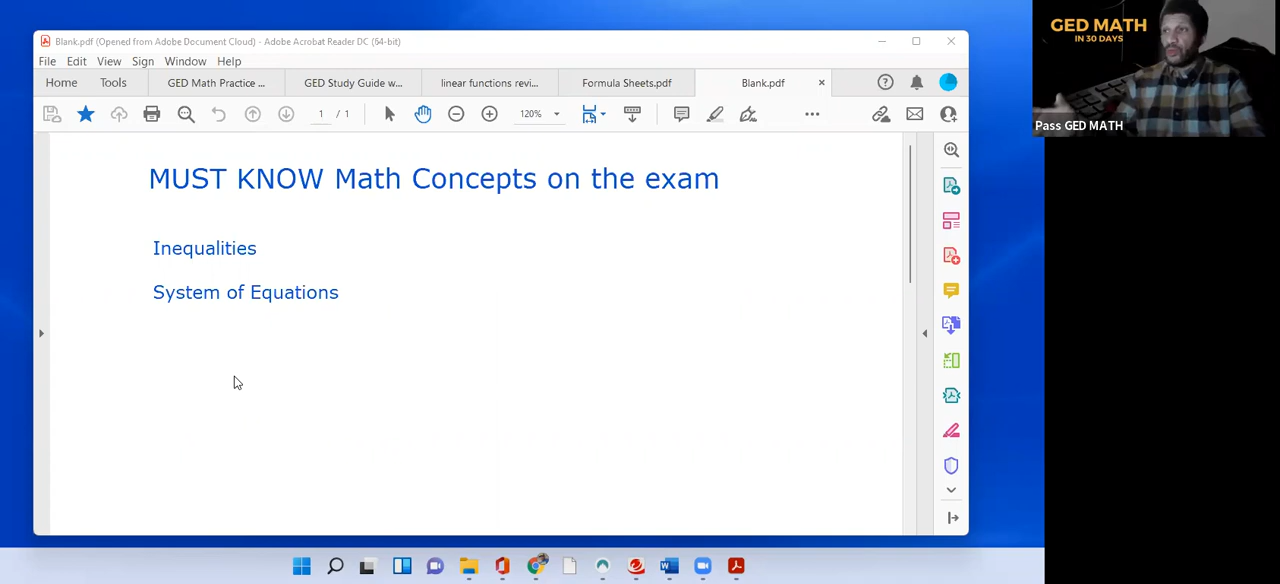 Blank.pdf (Opened from Adobe Document Cloud) - Adobe Acrobat Reader DC (64-bit)
File Edit View Sign Window Help
Home Tools GED Math Practice ... GED Study Guide w... linear functions revi... Formula Sheets.pdf Blank.pdf
1 / 1 120%
MUST KNOW Math Concepts on the exam
Inequalities
System of Equations
GED MATH
IN 30 DAYS
Pass GED MATH